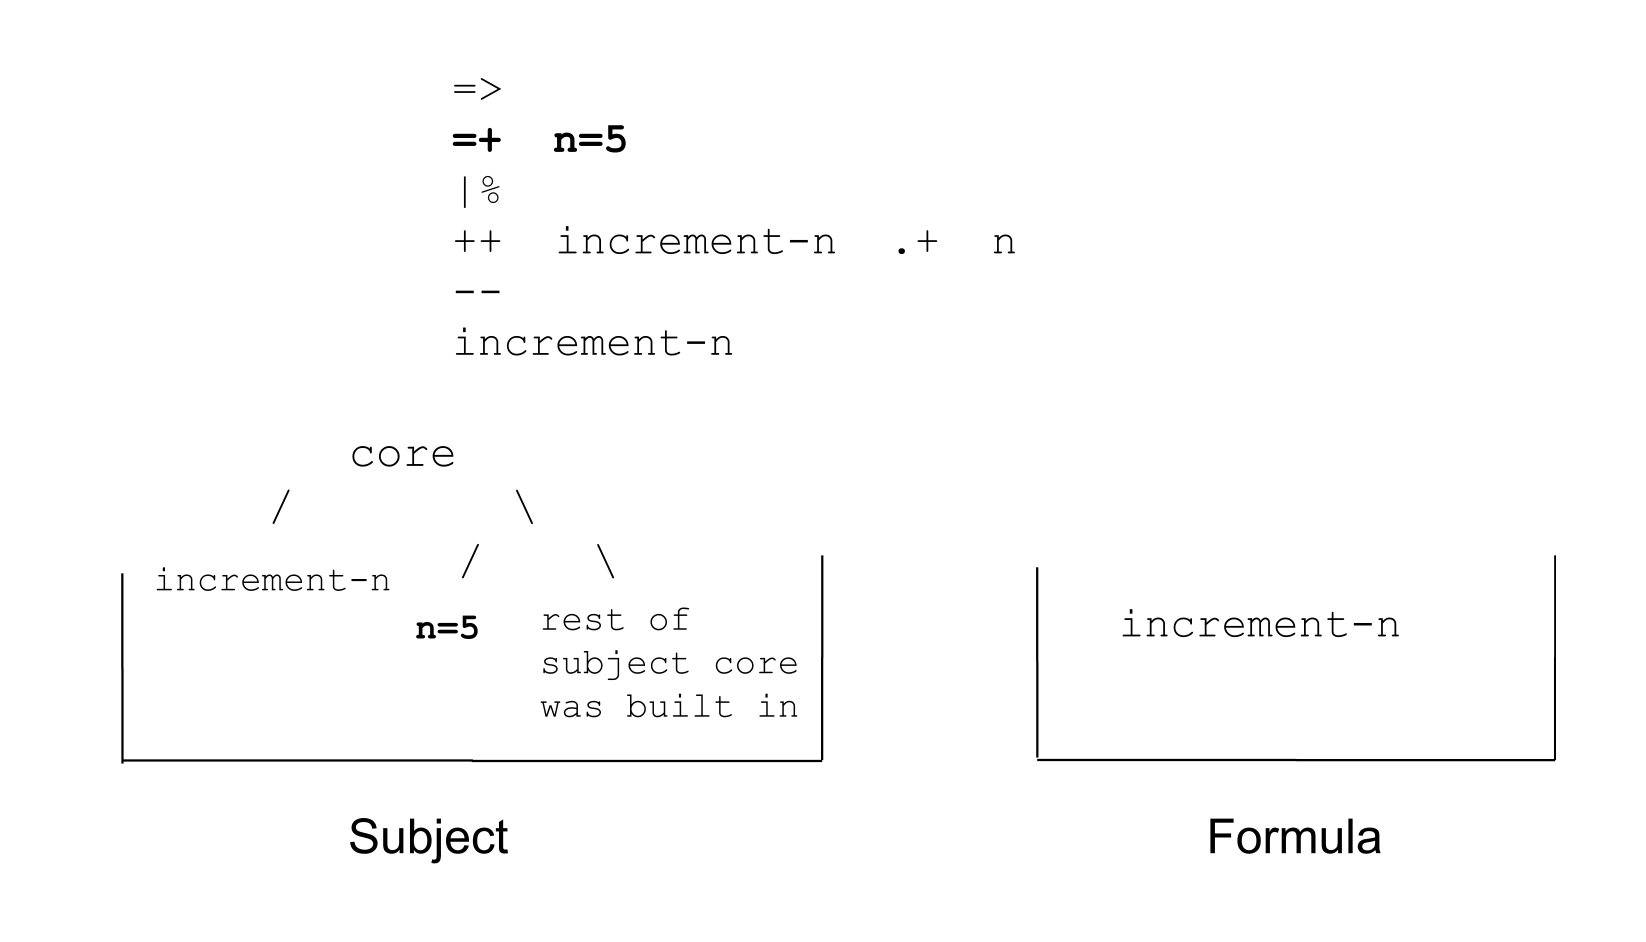 =>
=+  n=5
|%
++  increment-n  .+  n
--
increment-n
core
/ \
/ \
increment-n
n=5
rest of
subject core
was built in
increment-n
Subject
Formula